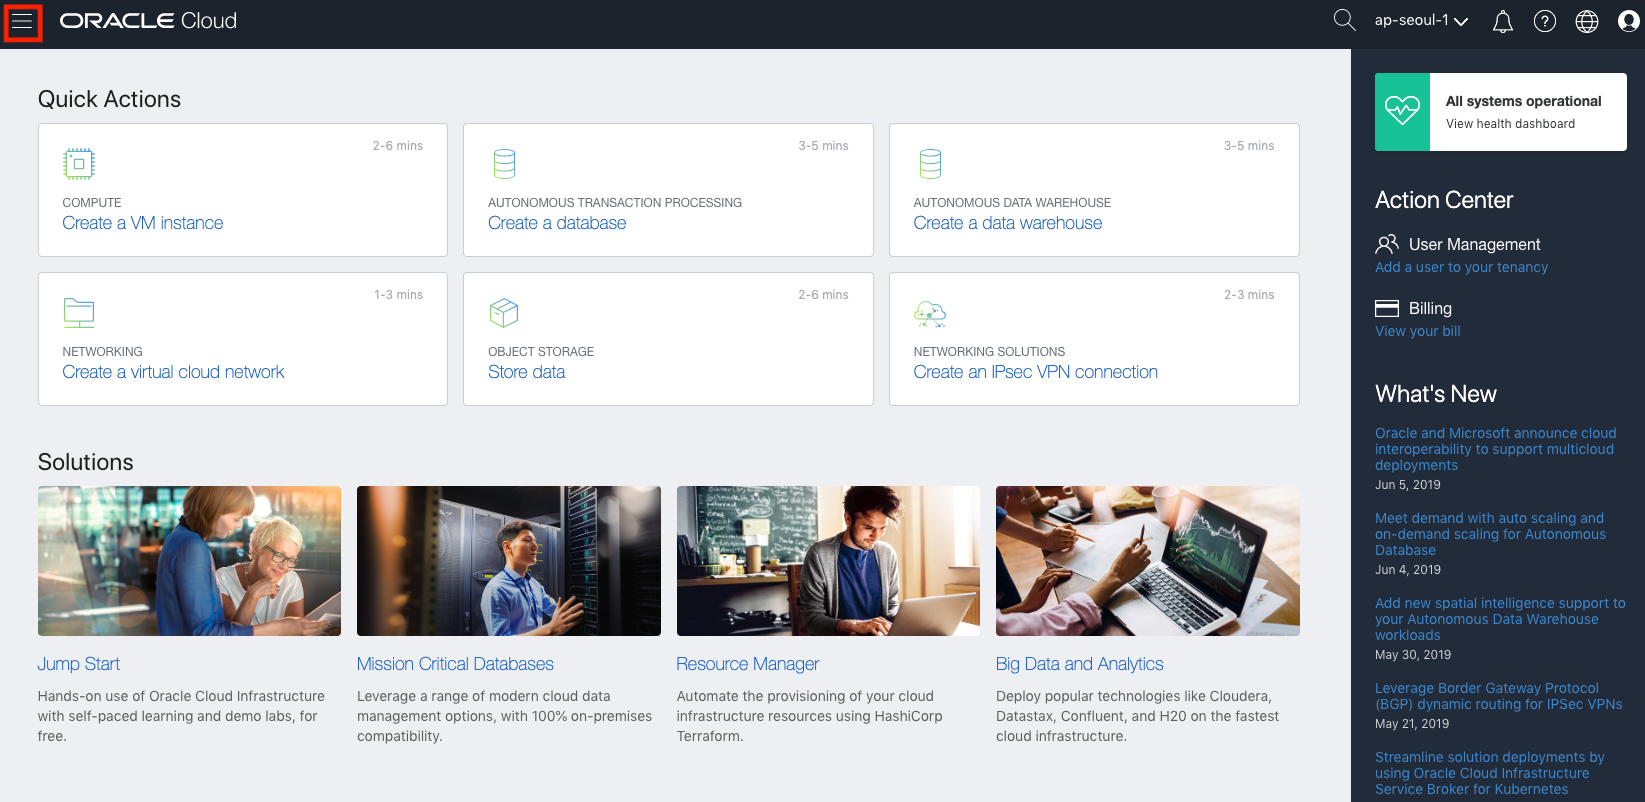 ORACLE Cloud
ap-seoul-1
Quick Actions
2-6 mins
COMPUTE
Create a VM instance
3-5 mins
AUTONOMOUS TRANSACTION PROCESSING
Create a database
3-5 mins
AUTONOMOUS DATA WAREHOUSE
Create a data warehouse
1-3 mins
NETWORKING
Create a virtual cloud network
2-6 mins
OBJECT STORAGE
Store data
2-3 mins
NETWORKING SOLUTIONS
Create an IPsec VPN connection
Solutions
Jump Start
Hands-on use of Oracle Cloud Infrastructure
with self-paced learning and demo labs, for
free.
Mission Critical Databases
Leverage a range of modern cloud data
management options, with 100% on-premises
compatibility.
Resource Manager
Automate the provisioning of your cloud
infrastructure resources using HashiCorp
Terraform.
Big Data and Analytics
Deploy popular technologies like Cloudera,
Datastax, Confluent, and H20 on the fastest
cloud infrastructure.
All systems operational
View health dashboard
Action Center
User Management
Add a user to your tenancy
Billing
View your bill
What's New
Oracle and Microsoft announce cloud
interoperability to support multicloud
deployments
Jun 5, 2019
Meet demand with auto scaling and
on-demand scaling for Autonomous
Database
Jun 4, 2019
Add new spatial intelligence support to
your Autonomous Data Warehouse
workloads
May 30, 2019
Leverage Border Gateway Protocol
(BGP) dynamic routing for IPSec VPNs
May 21, 2019
Streamline solution deployments by
using Oracle Cloud Infrastructure
Service Broker for Kubernetes